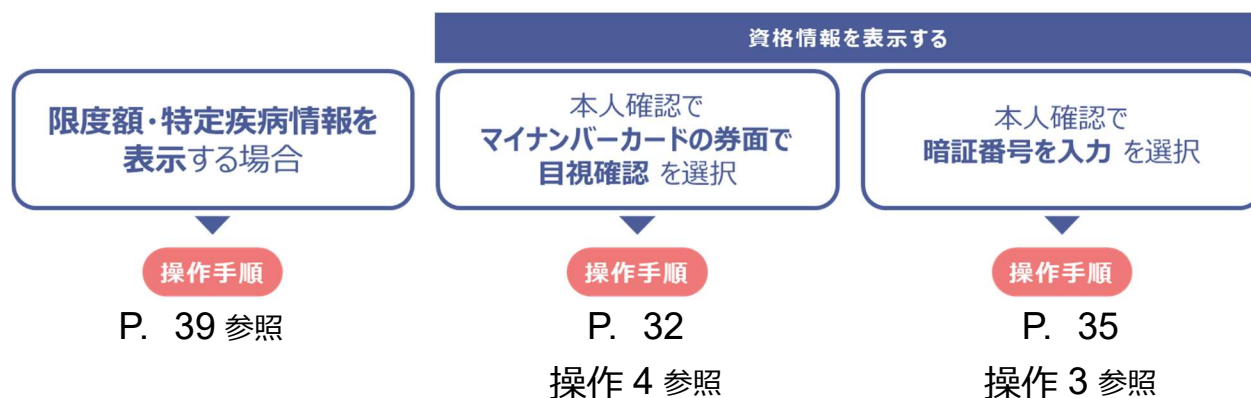 資格情報を表示する
限度額・特定疾病情報を
表示する場合
操作手順
P. 39 参照
本人確認で
マイナンバーカードの券面で
目視確認 を選択
操作手順
P. 32
操作 4 参照
本人確認で
暗証番号を入力 を選択
操作手順
P. 35
操作 3 参照